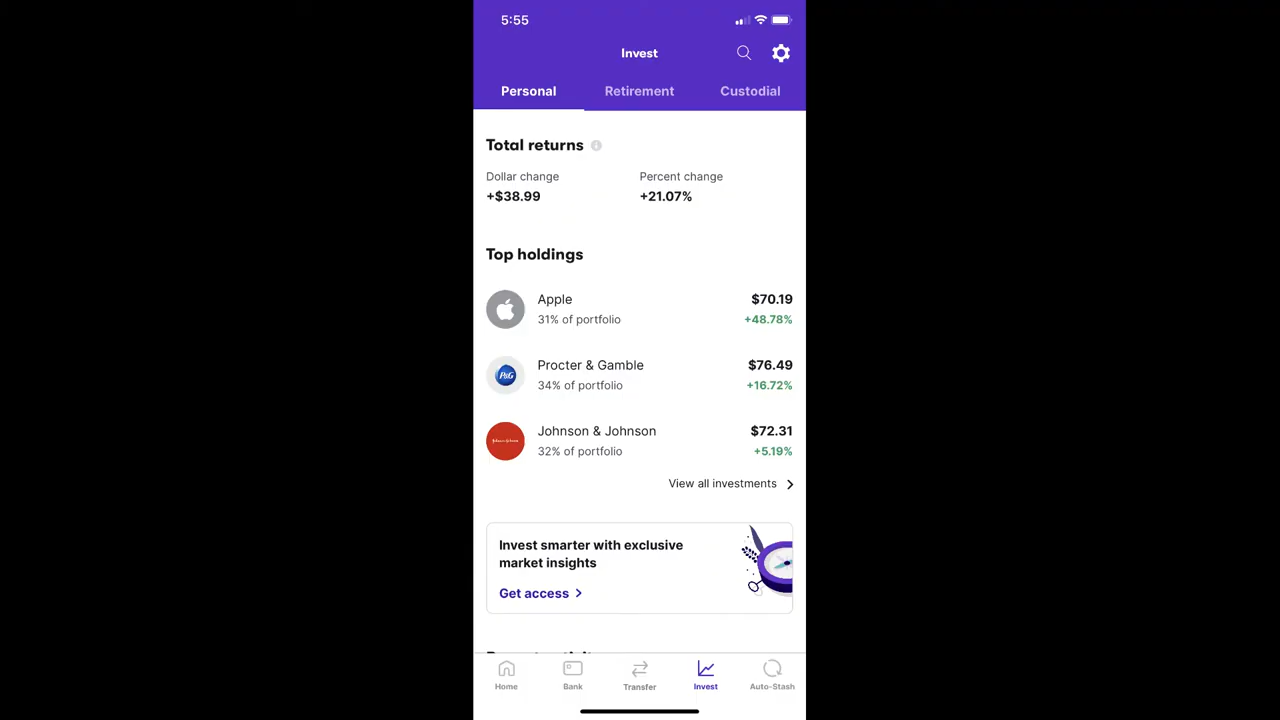 5:55
Invest
Personal Retirement Custodial
Total returns
Dollar change Percent change
+$38.99 +21.07%
Top holdings
Apple $70.19
31% of portfolio +48.78%
P&G
Procter & Gamble $76.49
34% of portfolio +16.72%
Johnson & Johnson $72.31
32% of portfolio +5.19%
View all investments
Invest smarter with exclusive
market insights
Get access
Home Bank Transfer Invest Auto-Stash